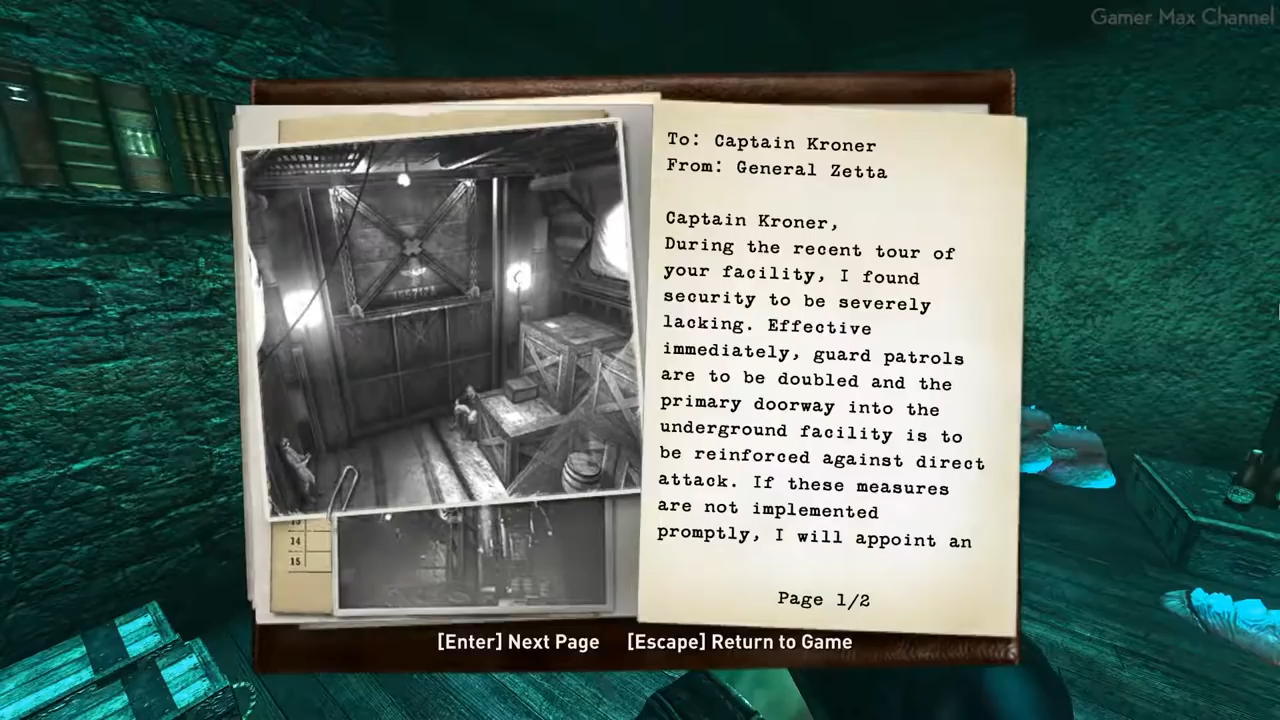 Gamer Max Channel
To: Captain Kroner
From: General Zetta
Captain Kroner,
During the recent tour of
your facility, I found
security to be severely
lacking. Effective
immediately, guard patrols
are to be doubled and the
primary doorway into the
underground facility is to
be reinforced against direct
attack. If these measures
are not implemented
promptly, I will appoint an
Page 1/2
14
15
[Enter] Next Page [Escape] Return to Game